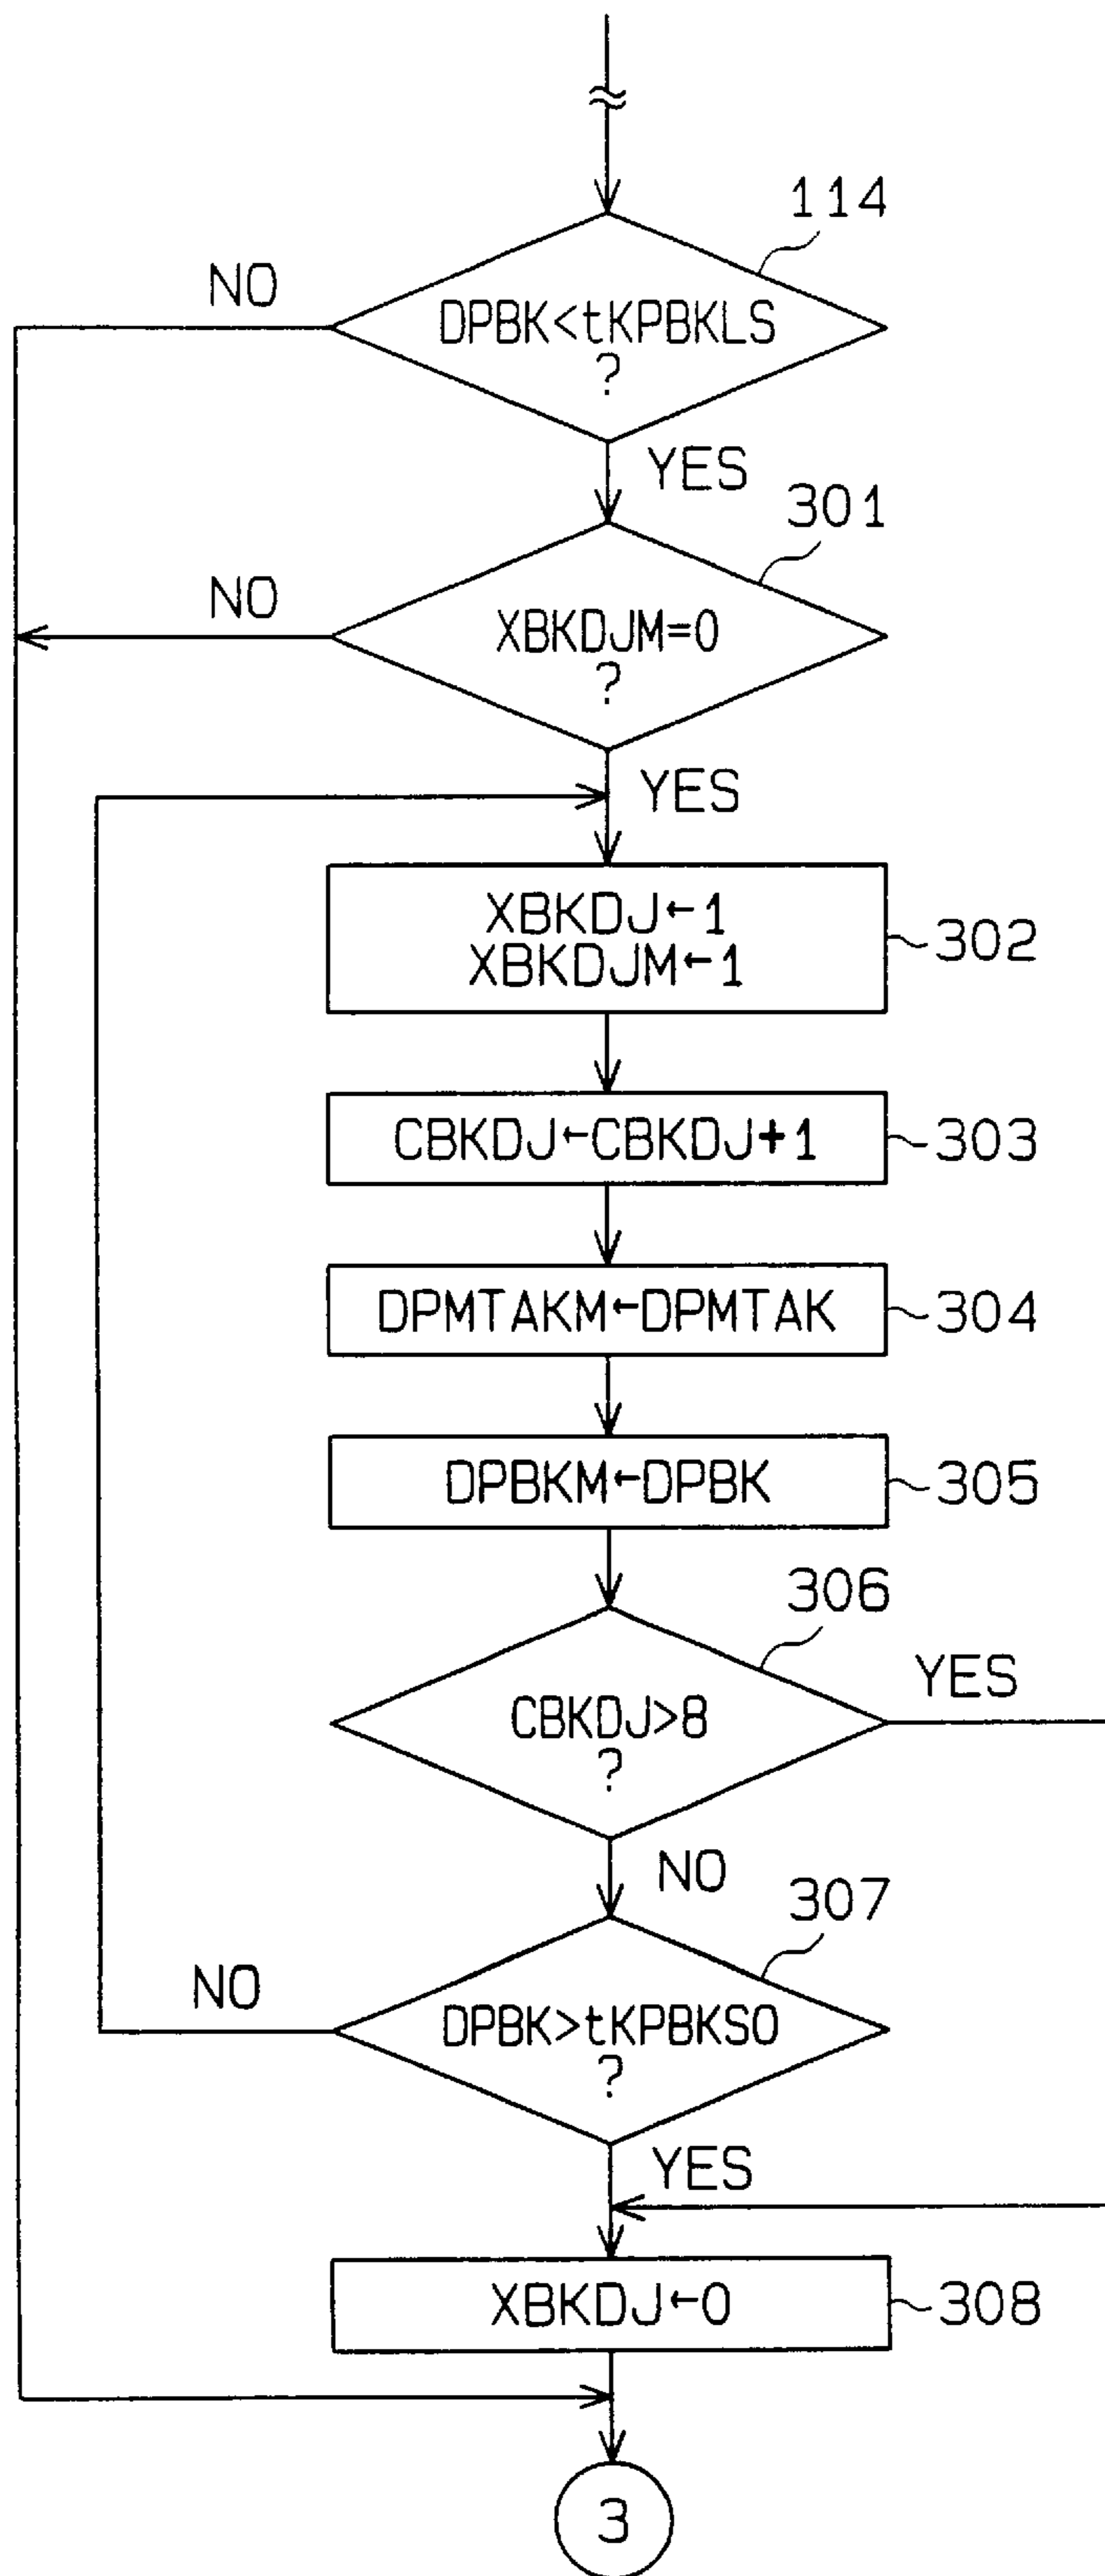 114
NO
DPBK<tKPBKLS
?
YES
301
NO
XBKDJM=0
?
YES
XBKDJ←1
XBKDJM←1
302
CBKDJ←CBKDJ+1
303
DPMTAKM←DPMTAK
304
DPBKM←DPBK
305
306
YES
CBKDJ>8
?
NO
307
NO
DPBK>tKPBKSO
?
YES
XBKDJ←0
308
3